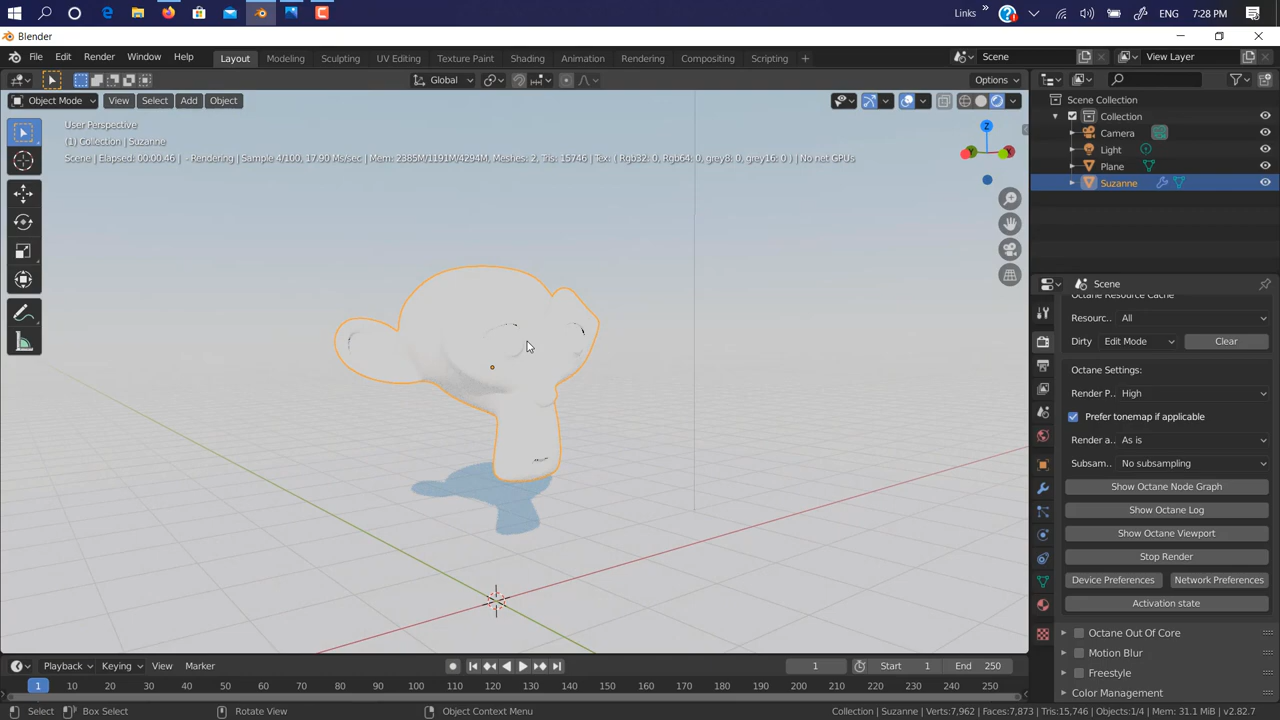 Links » ENG 7:28 PM
Blender
File Edit Render Window Help Layout Modeling Sculpting UV Editing Texture Paint Shading Animation Rendering Compositing Scripting + Scene View Layer
Global Options
Object Mode View Select Add Object
Scene Collection
User Perspective
Collection
(1) Collection | Suzanne
Camera
Scene | Elapsed: 00:00.46 | - Rendering | Sample 4/100, 17.90 Ms/sec | Mem: 2385M/1191M/4294M, Meshes: 2, Tris: 15746 | Tex: ( Rgb32: 0, Rgb64: 0, grey8: 0, grey16: 0 ) | No net GPUs
Light
Plane
Suzanne
Z
Y
X
Scene
Octane Resource Cache
Resourc.. All
Dirty Edit Mode Clear
Octane Settings:
Render P.. High
Prefer tonemap if applicable
Render a.. As is
Subsam.. No subsampling
Show Octane Node Graph
Show Octane Log
Show Octane Viewport
Stop Render
Device Preferences Network Preferences
Activation state
Octane Out Of Core
Motion Blur
Freestyle
Color Management
Playback Keying View Marker 1 Start 1 End 250
1 10 20 30 40 50 60 70 80 90 100 110 120 130 140 150 160 170 180 190 200 210 220 230 240 250
Select Box Select Rotate View Object Context Menu Collection | Suzanne | Verts:7,962 | Faces:7,873 | Tris:15,746 | Objects:1/4 | Mem: 31.1 MiB | v2.82.7